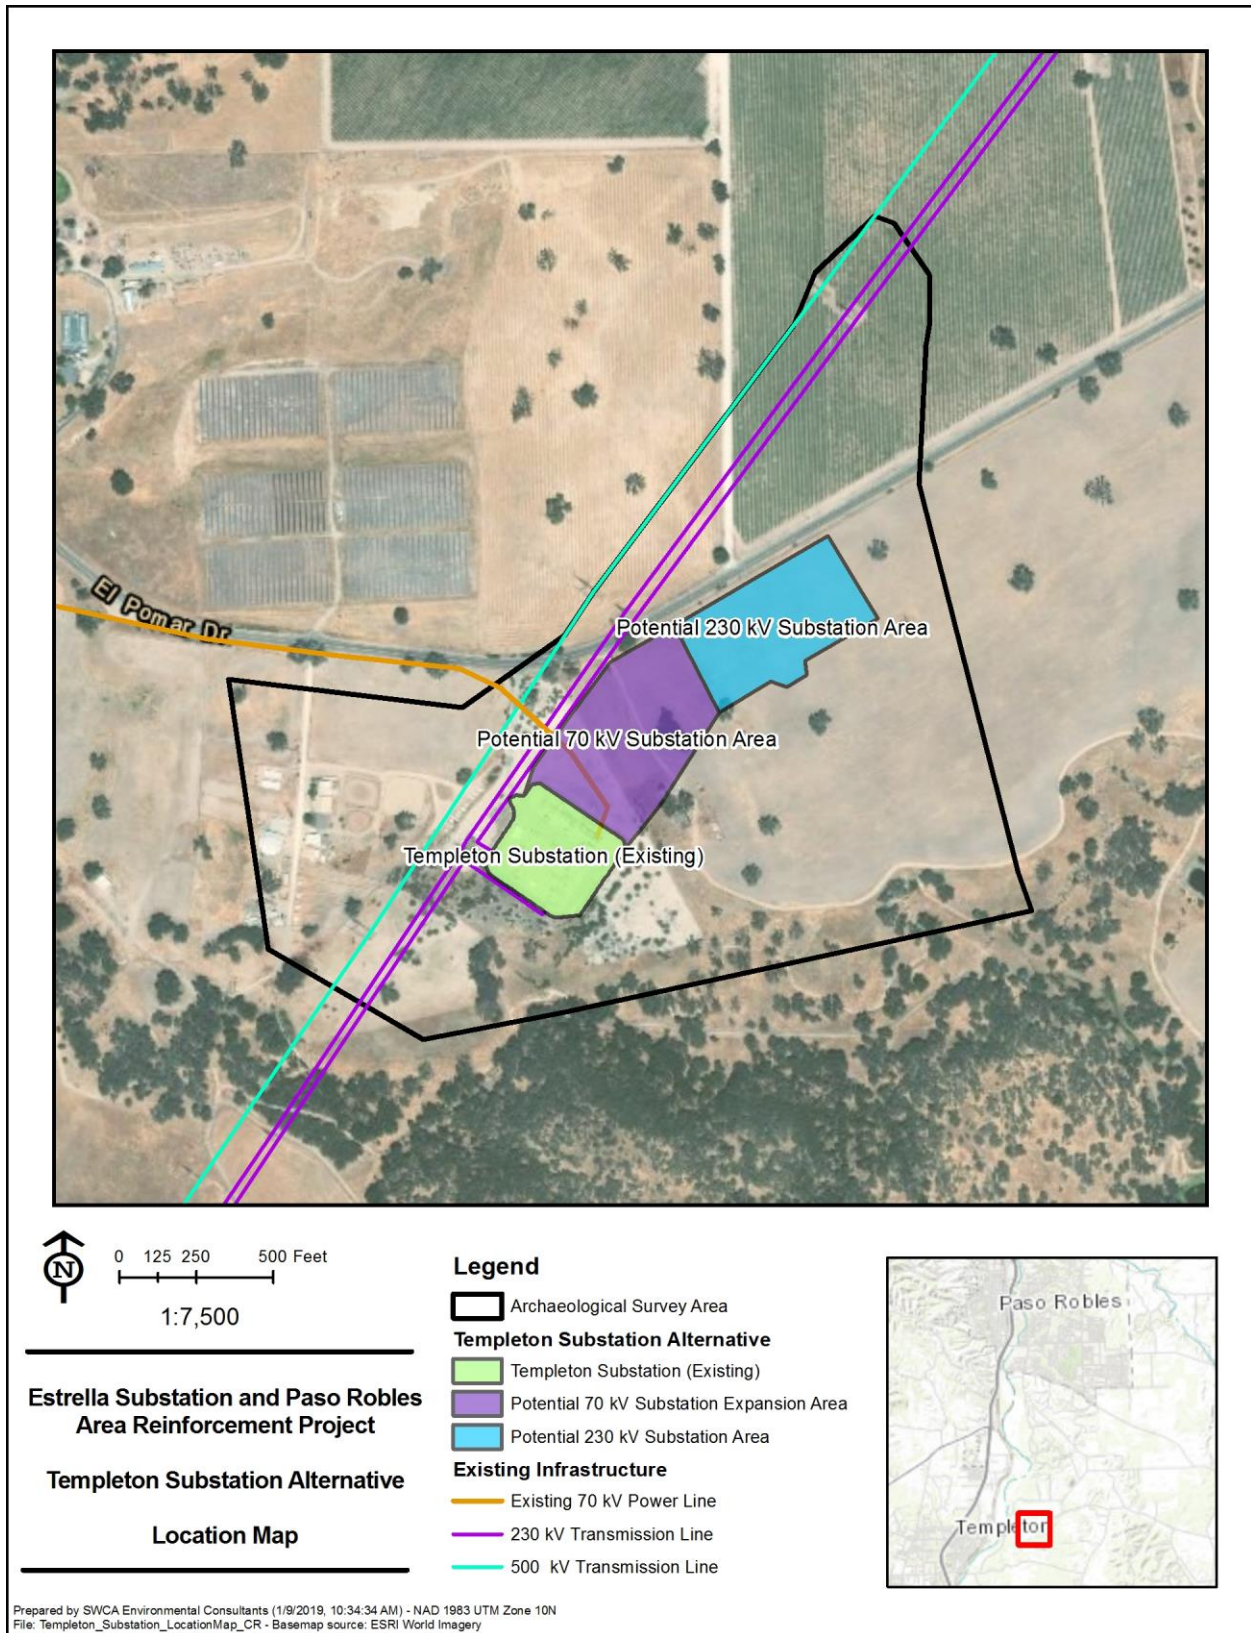 El Pomar Dr
Potential 230 kV Substation Area
Potential 70 kV Substation Area
Templeton Substation (Existing)
N
0 125 250 500 Feet
1:7,500
Estrella Substation and Paso Robles
Area Reinforcement Project
Templeton Substation Alternative
Location Map
Legend
Archaeological Survey Area
Templeton Substation Alternative
Templeton Substation (Existing)
Potential 70 kV Substation Expansion Area
Potential 230 kV Substation Area
Existing Infrastructure
Existing 70 kV Power Line
230 kV Transmission Line
500 kV Transmission Line
Paso Robles
Templeton
Prepared by SWCA Environmental Consultants (1/9/2019, 10:34:34 AM) - NAD 1983 UTM Zone 10N
File: Templeton_Substation_LocationMap_CR - Basemap source: ESRI World Imagery